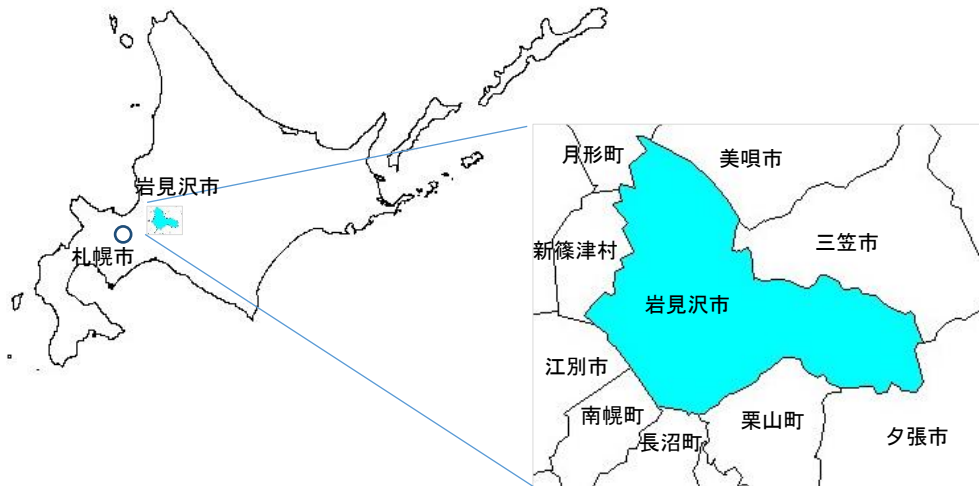 岩見沢市
札幌市
月形町
美唄市
新篠津村
三笠市
岩見沢市
江別市
南幌町
長沼町
栗山町
夕張市